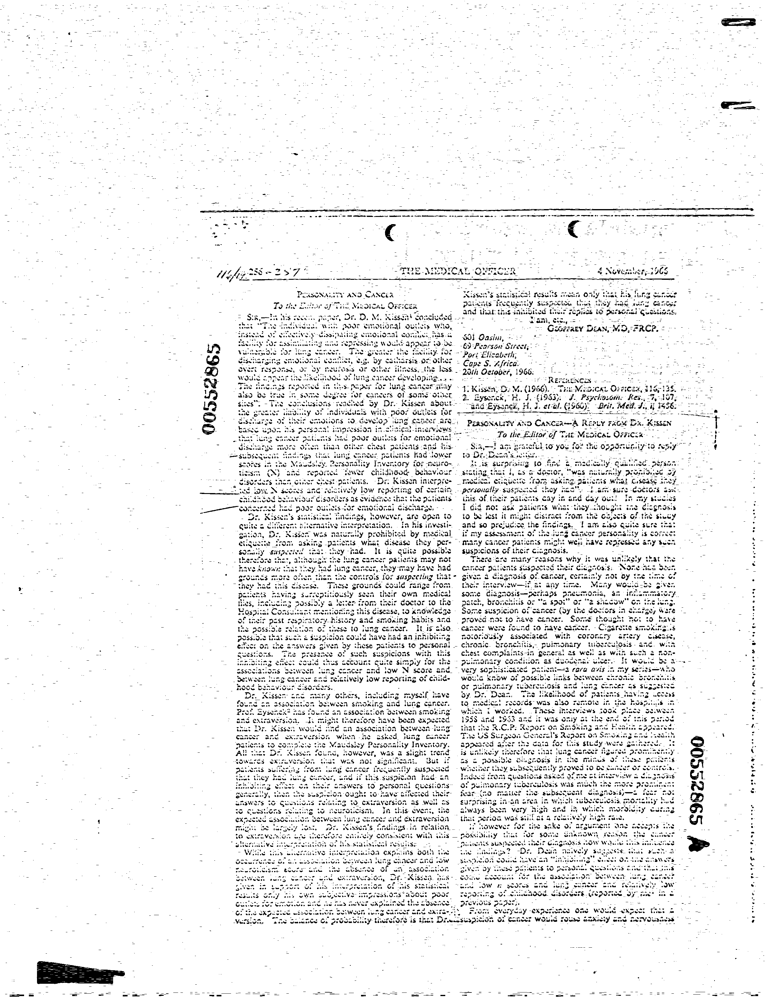 116/19 256-257
THE MEDICAL OFFICER
4 November, 1966
PERSONALITY AND CANCER
To the Editor of THE MEDICAL OFFICER
SIR,—In his recent paper, Dr. D. M. Kissen¹ concluded
that "The individual with poor emotional outlets who,
instead of effectively dissipating emotional conflict, has a
facility for assimilating and repressing would appear to be
vulnerable for lung cancer. The greater the facility for
discharging emotional conflict, e.g. by catharsis or other
overt response, or by neurosis or other illness, the less
would appear the likelihood of lung cancer developing . . .
The findings reported in this paper for lung cancer may
also be true in some degree for cancers of some other
sites". The conclusions reached by Dr. Kissen about
the greater liability of individuals with poor outlets for
discharge of their emotions to develop lung cancer are
based upon his personal impression in clinical interviews
that lung cancer patients had poor outlets for emotional
discharge more often than other chest patients and his
subsequent findings that lung cancer patients had lower
scores in the Maudsley Personality Inventory for neuro-
ticism (N) and reported fewer childhood behaviour
disorders than other chest patients. Dr. Kissen interpre-
ted low N scores and relatively low reporting of certain
childhood behaviour disorders as evidence that the patients
concerned had poor outlets for emotional discharge.
Dr. Kissen's statistical findings, however, are open to
quite a different alternative interpretation. In his investi-
gation, Dr. Kissen was naturally prohibited by medical
etiquette from asking patients what disease they per-
sonally suspected that they had. It is quite possible
therefore that, although the lung cancer patients may not
have known that they had lung cancer, they may have had
grounds more often than the controls for suspecting that
they had this disease. These grounds could range from
patients having surreptitiously seen their own medical
files, including possibly a letter from their doctor to the
Hospital Consultant mentioning this disease, to knowledge
of their past respiratory history and smoking habits and
the possible relation of these to lung cancer. It is also
possible that such a suspicion could have had an inhibiting
effect on the answers given by these patients to personal
questions. The presence of such suspicions with this
inhibiting effect could thus account quite simply for the
associations between lung cancer and low N score and
between lung cancer and relatively low reporting of child-
hood behaviour disorders.
Dr. Kissen and many others, including myself have
found an association between smoking and lung cancer.
Prof. Eysenck² has found an association between smoking
and extraversion. It might therefore have been expected
that Dr. Kissen would find an association between lung
cancer and extraversion when he asked lung cancer
patients to complete the Maudsley Personality Inventory.
All that Dr. Kissen found, however, was a slight trend
towards extraversion that was not significant. But if
patients suffering from lung cancer frequently suspected
that they had lung cancer, and if this suspicion had an
inhibiting effect on their answers to personal questions
generally, then the suspicion ought to have affected their
answers to questions relating to extraversion as well as
to questions relating to neuroticism. In this event, the
expected association between lung cancer and extraversion
might be largely lost. Dr. Kissen's findings in relation
to extraversion are therefore entirely consistent with this
alternative interpretation of his statistical results.
While this alternative interpretation explains both the
occurrence of an association between lung cancer and low
neuroticism score and the absence of an association
between lung cancer and extraversion, Dr. Kissen has
given in support of his interpretation of his statistical
results only his own subjective impressions about poor
outlets for emotion and he has never explained the absence
of the expected association between lung cancer and extra-
version. The balance of probability therefore is that Dr.
Kissen's statistical results mean only that his lung cancer
patients frequently suspected that they had lung cancer
and that this inhibited their replies to personal questions.
I am, etc.,
GEOFFREY DEAN, MD, FRCP.
601 Oasim,
69 Pearson Street,
Port Elizabeth,
Cape S. Africa.
20th October, 1966.
REFERENCES
1. Kissen, D. M. (1966). THE MEDICAL OFFICER, 116, 135.
2. Eysenck, H. J. (1963). J. Psychosom. Res., 7, 107,
and Eysenck, H. J. et al. (1960). Brit. Med. J., i, 1456.
PERSONALITY AND CANCER—A REPLY FROM DR. KISSEN
To the Editor of THE MEDICAL OFFICER
SIR,—I am grateful to you for the opportunity to reply
to Dr. Dean's letter.
It is surprising to find a medically qualified person
stating that I, as a doctor, "was naturally prohibited by
medical etiquette from asking patients what disease they
personally suspected they had". I am sure doctors ask
this of their patients day in and day out! In my studies
I did not ask patients what they thought the diagnosis
to be lest it might distract from the objects of the study
and so prejudice the findings. I am also quite sure that
if my assessment of the lung cancer personality is correct
many cancer patients might well have repressed any such
suspicions of their diagnosis.
There are many reasons why it was unlikely that the
cancer patients suspected their diagnosis. None had been
given a diagnosis of cancer, certainly not by the time of
their interview—if at any time. Many would be given
some diagnosis—perhaps pneumonia, an inflammatory
patch, bronchitis or "a spot" or "a shadow" on the lung.
Some suspicion of cancer (by the doctors in charge) were
proved not to have cancer. Some thought not to have
cancer were found to have cancer. Cigarette smoking is
notoriously associated with coronary artery disease,
chronic bronchitis, pulmonary tuberculosis and with
chest complaints in general as well as with such a non-
pulmonary condition as duodenal ulcer. It would be a
very sophisticated patient—a rara avis in my series—who
would know of possible links between chronic bronchitis
or pulmonary tuberculosis and lung cancer as suggested
by Dr. Dean. The likelihood of patients having access
to medical records was also remote in the hospitals in
which I worked. These interviews took place between
1958 and 1963 and it was only at the end of this period
that the R.C.P. Report on Smoking and Health appeared.
The US Surgeon General's Report on Smoking and Health
appeared after the data for this study were gathered. It
is unlikely therefore that lung cancer figured prominently
as a possible diagnosis in the minds of these patients
whether they subsequently proved to be cancer or controls.
Indeed from questions asked of me at interview a diagnosis
of pulmonary tuberculosis was much the more prominent
fear (no matter the subsequent diagnosis)—a fear not
surprising in an area in which tuberculosis mortality had
always been very high and in which morbidity during
that period was still at a relatively high rate.
If however for the sake of argument one accepts the
possibility that for some unknown reason the cancer
patients suspected their diagnosis how would this influence
the findings? Dr. Dean naively suggests that such a
suspicion could have an "inhibiting" effect on the answers
given by these patients to personal questions and that this
could account for the association between lung cancer
and low n scores and lung cancer and relatively low
reporting of childhood disorders (reported by me in a
previous paper).
From everyday experience one would expect that a
suspicion of cancer would rouse anxiety and nervousness
00552865
00552865 A